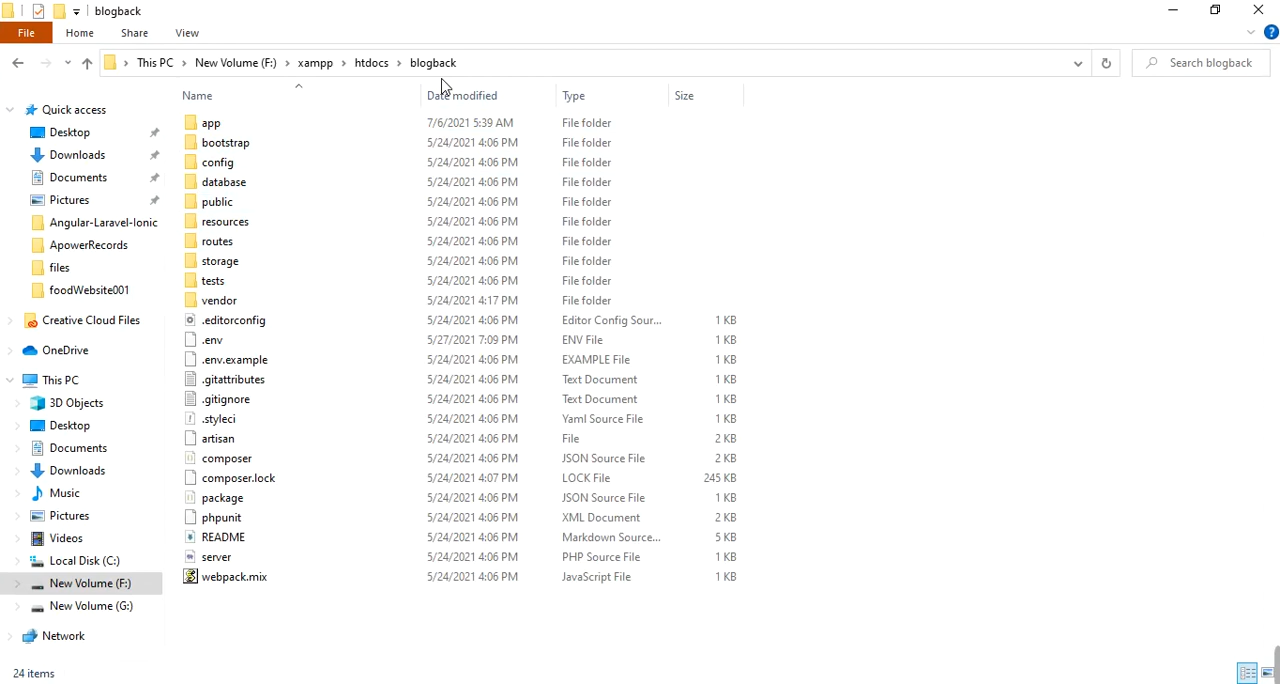 blogback
File Home Share View
This PC New Volume (F:) xampp htdocs blogback Search blogback
Name Date modified Type Size
Quick access
Desktop
Downloads
Documents
Pictures
Angular-Laravel-Ionic
ApowerRecords
files
foodWebsite001
Creative Cloud Files
OneDrive
This PC
3D Objects
Desktop
Documents
Downloads
Music
Pictures
Videos
Local Disk (C:)
New Volume (F:)
New Volume (G:)
Network
app 7/6/2021 5:39 AM File folder
bootstrap 5/24/2021 4:06 PM File folder
config 5/24/2021 4:06 PM File folder
database 5/24/2021 4:06 PM File folder
public 5/24/2021 4:06 PM File folder
resources 5/24/2021 4:06 PM File folder
routes 5/24/2021 4:06 PM File folder
storage 5/24/2021 4:06 PM File folder
tests 5/24/2021 4:06 PM File folder
vendor 5/24/2021 4:17 PM File folder
.editorconfig 5/24/2021 4:06 PM Editor Config Sour... 1 KB
.env 5/27/2021 7:09 PM ENV File 1 KB
.env.example 5/24/2021 4:06 PM EXAMPLE File 1 KB
.gitattributes 5/24/2021 4:06 PM Text Document 1 KB
.gitignore 5/24/2021 4:06 PM Text Document 1 KB
.styleci 5/24/2021 4:06 PM Yaml Source File 1 KB
artisan 5/24/2021 4:06 PM File 2 KB
composer 5/24/2021 4:06 PM JSON Source File 2 KB
composer.lock 5/24/2021 4:07 PM LOCK File 245 KB
package 5/24/2021 4:06 PM JSON Source File 1 KB
phpunit 5/24/2021 4:06 PM XML Document 2 KB
README 5/24/2021 4:06 PM Markdown Source... 5 KB
server 5/24/2021 4:06 PM PHP Source File 1 KB
webpack.mix 5/24/2021 4:06 PM JavaScript File 1 KB
24 items